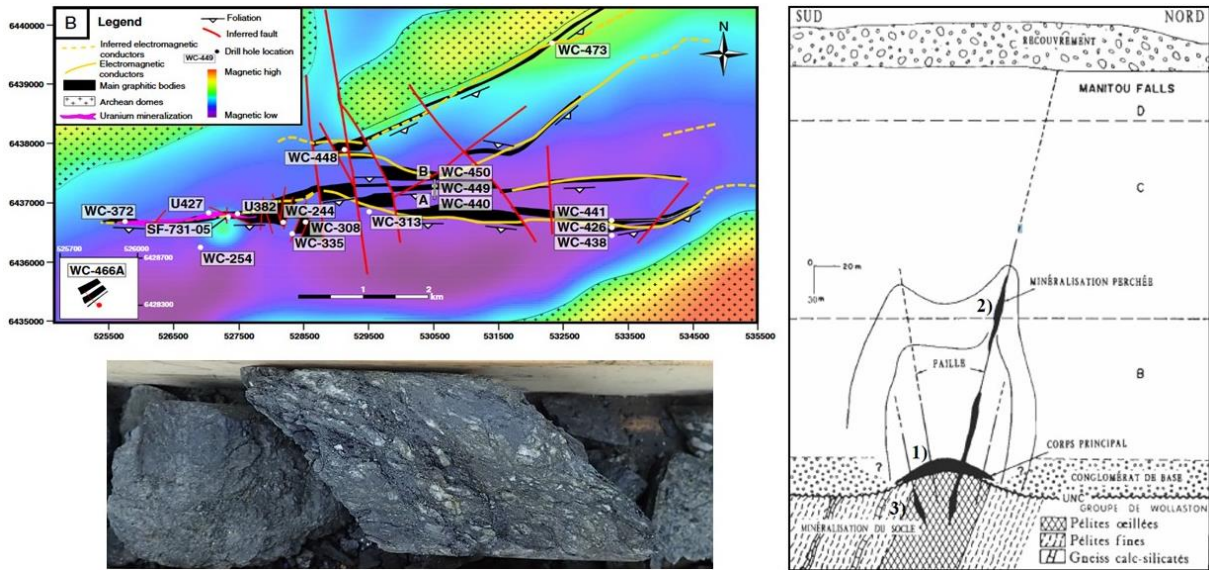 B
Legend
Inferred electromagnetic
conductors
Electromagnetic
conductors
Main graphitic bodies
Archean domes
Uranium mineralization
Foliation
Inferred fault
WC-449
Drill hole location
Magnetic high
Magnetic low
N
6440300
6439000
6438000
6437000
6436000
6435000
WC-473
WC-448
B
WC-450
WC-449
A
WC-440
U427
U382
WC-372
WC-244
SF-731-05
WC-308
WC-313
WC-335
WC-254
WC-441
WC-426
WC-438
525700
526000
6428700
WC-466A
6428300
1
2
km
525500
526500
527500
528500
529500
530500
531500
532500
533500
534500
535500
SUD
NORD
RECOUVREMENT
MANITOU FALLS
D
C
0
20 m
30
m
MINÉRALISATION PERCHÉE
2)
FAILLE
B
1)
CORPS PRINCIPAL
?
?
CONGLOMÉRAT DE BASE
UNC
GROUPE DE WOLLASTON
3)
MINÉRALISATION DU SOCLE
Pélites œillées
Pélites fines
Gneiss calc-silicatés